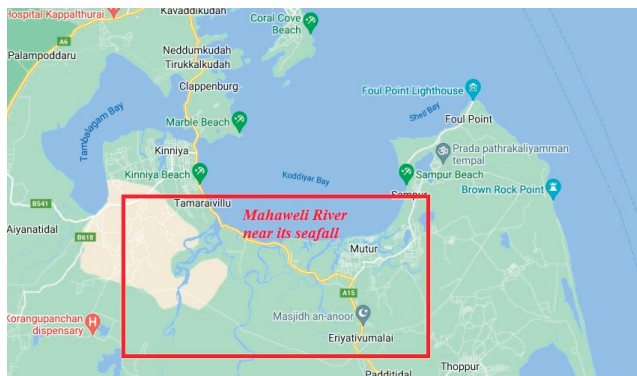 Kavaddikudah
Hospital Kappalthurai
Coral Cove
Beach
A6
Palampoddaru
Neddumkudah
Tirukkalkudah
Clappenburg
Foul Point Lighthouse
Tambalagam Bay
Marble Beach
Shell Bay
Foul Point
Kinniya
Prada pathrakaliyamman
tempal
Koddiyar Bay
Kinniya Beach
Sampur Beach
Brown Rock Point
Sampur
B541
Tamaraivillu
Mahaweli River
near its seafall
Aiyanatidal
B618
Mutur
A15
Masjidh an-anoor
Korangupanchan
dispensary
Eriyativumalai
Thoppur
Padditidal